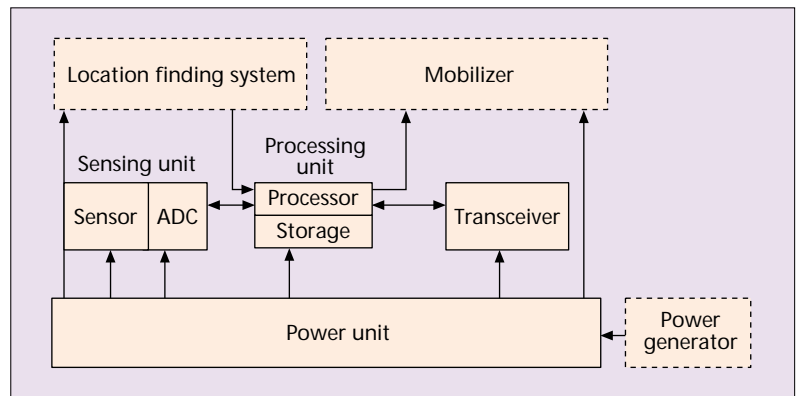 Location finding system
Mobilizer
Sensing unit
Processing
unit
Sensor
ADC
Processor
Storage
Transceiver
Power unit
Power
generator